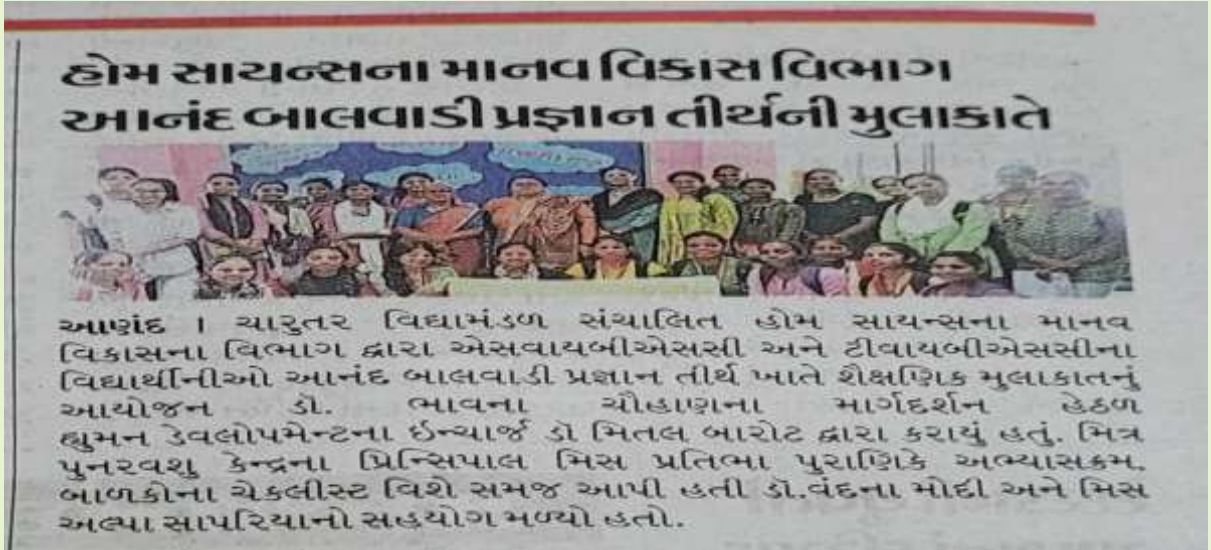 હોમ સાયન્સના માનવ વિકાસ વિભાગ
આનંદ બાલવાડી પ્રજ્ઞાન તીર્થની મુલાકાતે
આણંદ । ચારુતર વિદ્યામંડળ સંચાલિત હોમ સાયન્સના માનવ
વિકાસના વિભાગ દ્વારા એસવાયબીએસસી અને ટીવાયબીએસસીના
વિદ્યાર્થીનીઓ આનંદ બાલવાડી પ્રજ્ઞાન તીર્થ ખાતે શૈક્ષણિક મુલાકાતનું
આયોજન ડૉ. ભાવના ચૌહાણના માર્ગદર્શન હેઠળ
હ્યુમન ડેવલોપમેન્ટના ઇન્ચાર્જ ડૉ મિતલ બારોટ દ્વારા કરાયું હતું. મિત્ર
પુનરવશુ કેન્દ્રના પ્રિન્સિપાલ મિસ પ્રતિભા પુરાણિકે અભ્યાસક્રમ,
બાળકોના ચેકલીસ્ટ વિશે સમજ આપી હતી ડૉ.વંદના મોદી અને મિસ
અલ્પા સાપરિયાનો સહયોગ મળ્યો હતો.